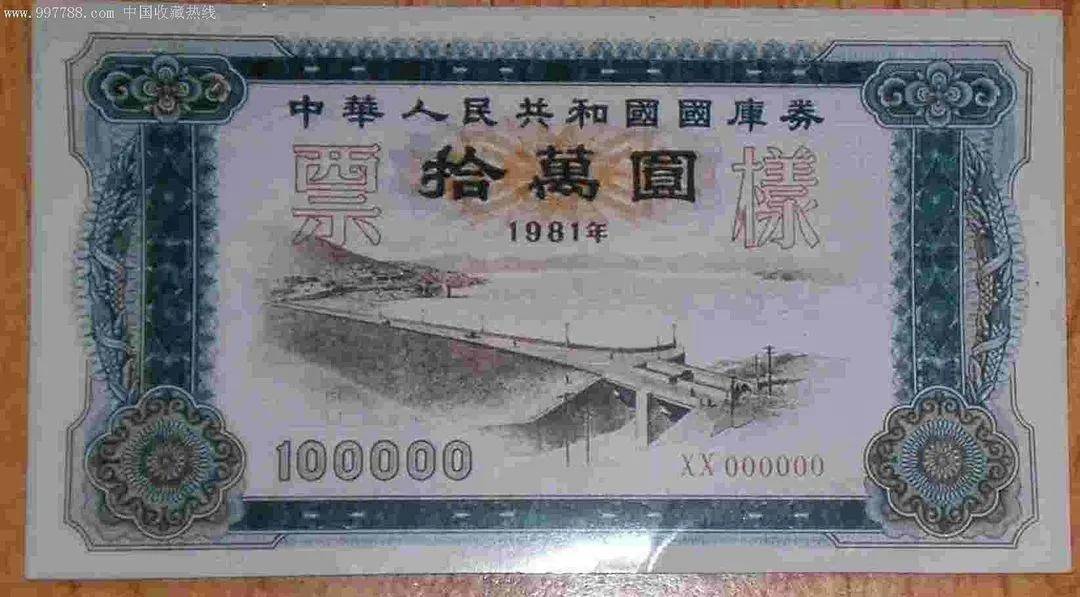 www.997788.com 中国收藏热线
中華人民共和國國庫券
票 拾萬圓 樣
1981年
100000
XX 000000